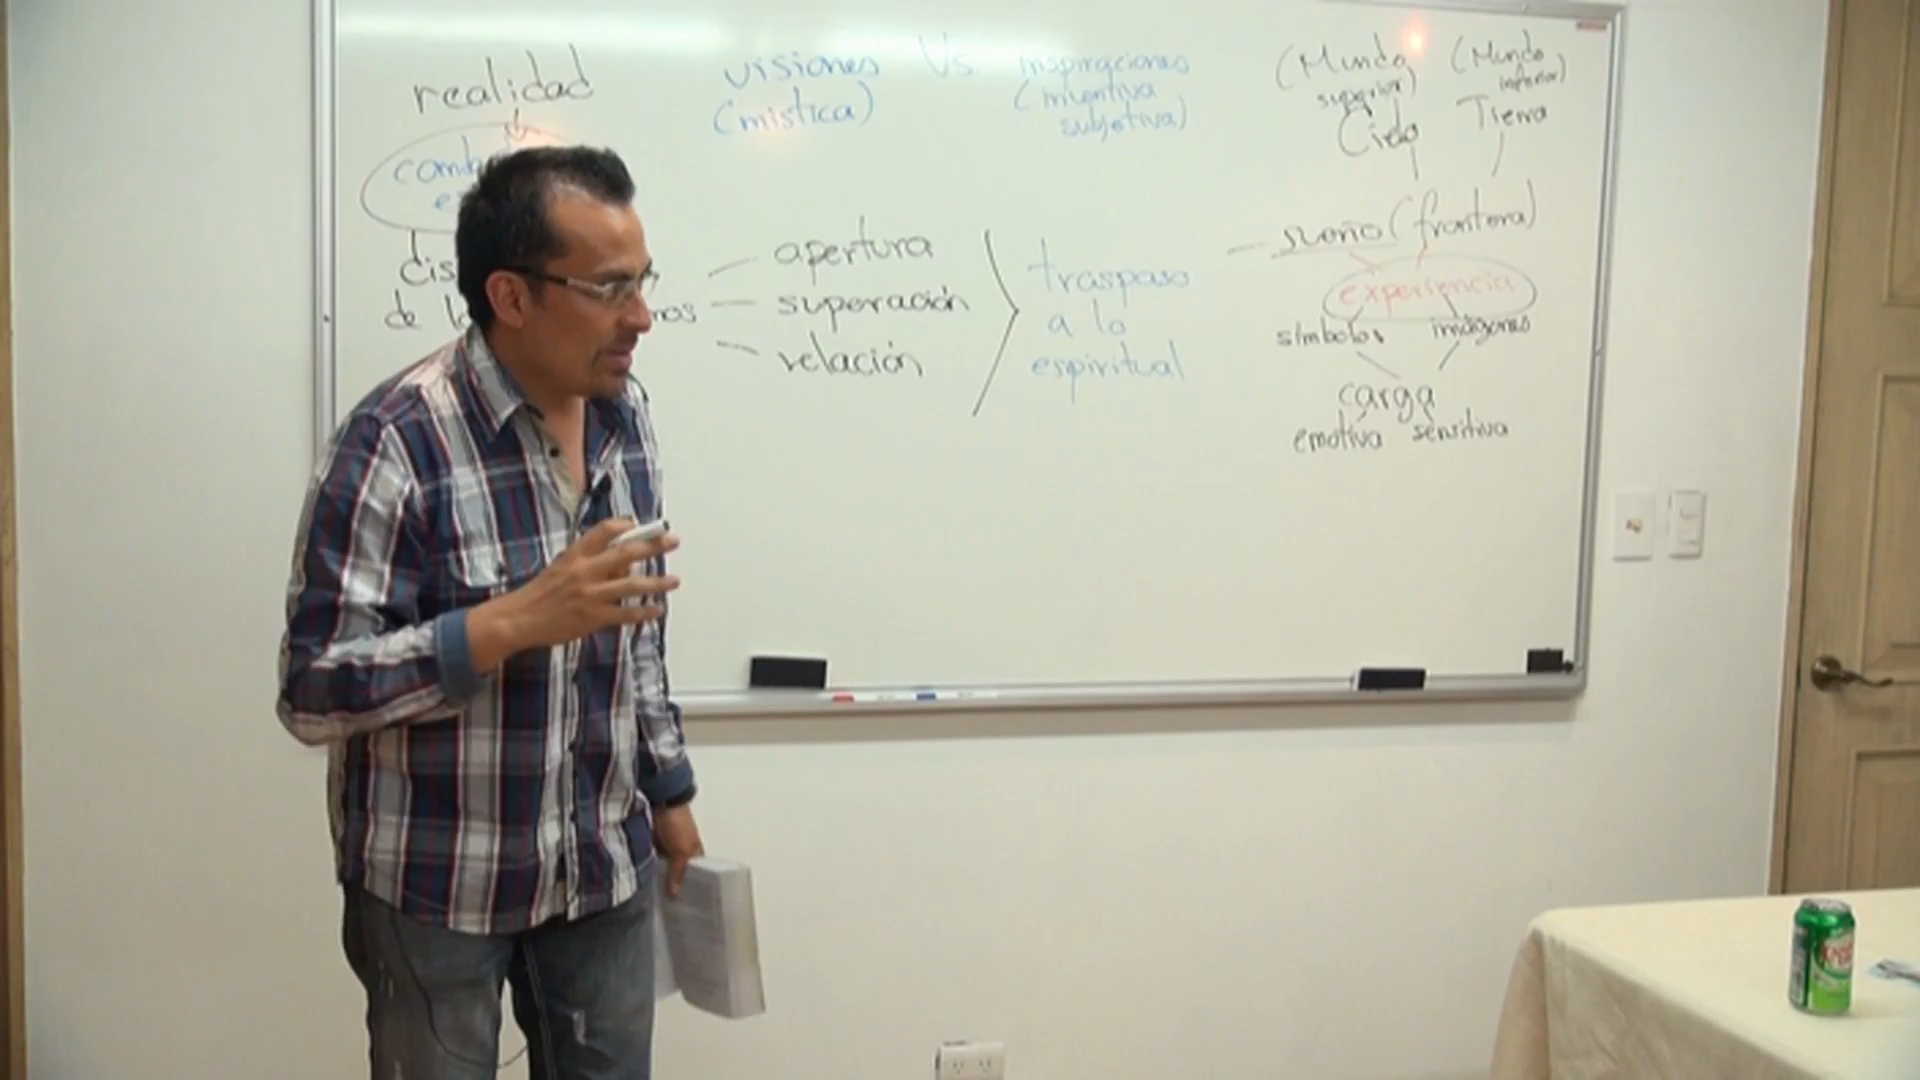 realidad
visiones Vs. inspiraciones
(mistica)
(inventiva
subjetiva)
(Mundo
superior)
Cielo
(Mundo
inferior)
Tierra
apertura
superación
relación
traspaso
a lo
espiritual
sueño (frontera)
experiencia
símbolos imágenes
carga
emotiva sensitiva